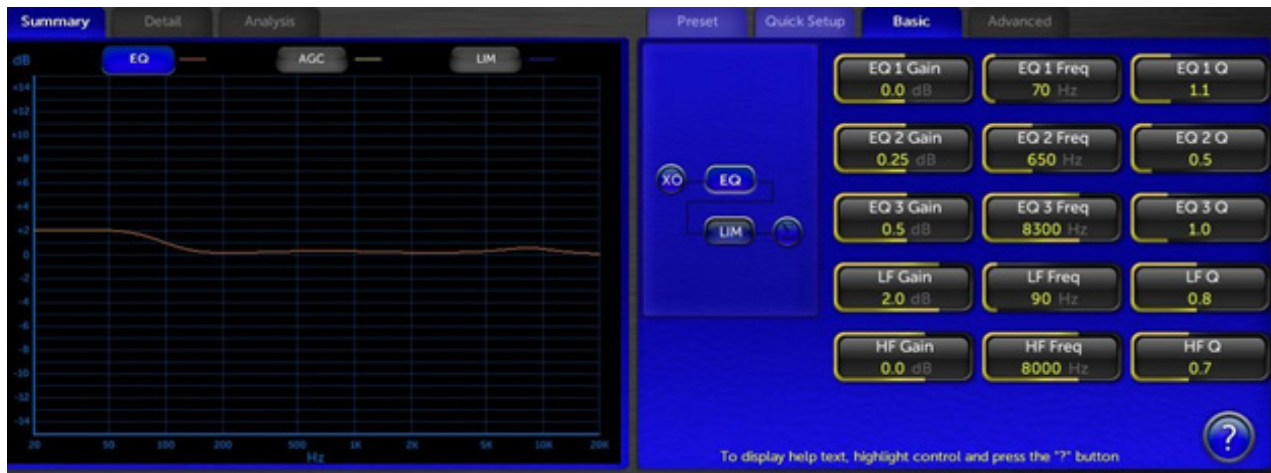 Summary Detail Analysis
Preset Quick Setup Basic Advanced
dB EQ AGC LIM
+14
+12
+10
+8
+6
+4
+2
0
-2
-4
-6
-8
-10
-12
-14
20 50 100 200 500 1K 2K 5K 10K 20K
Hz
XO EQ
LIM
EQ 1 Gain EQ 1 Freq EQ 1 Q
0.0 dB 70 Hz 1.1
EQ 2 Gain EQ 2 Freq EQ 2 Q
0.25 dB 650 Hz 0.5
EQ 3 Gain EQ 3 Freq EQ 3 Q
0.5 dB 8300 Hz 1.0
LF Gain LF Freq LF Q
2.0 dB 90 Hz 0.8
HF Gain HF Freq HF Q
0.0 dB 8000 Hz 0.7
?
To display help text, highlight control and press the "?" button